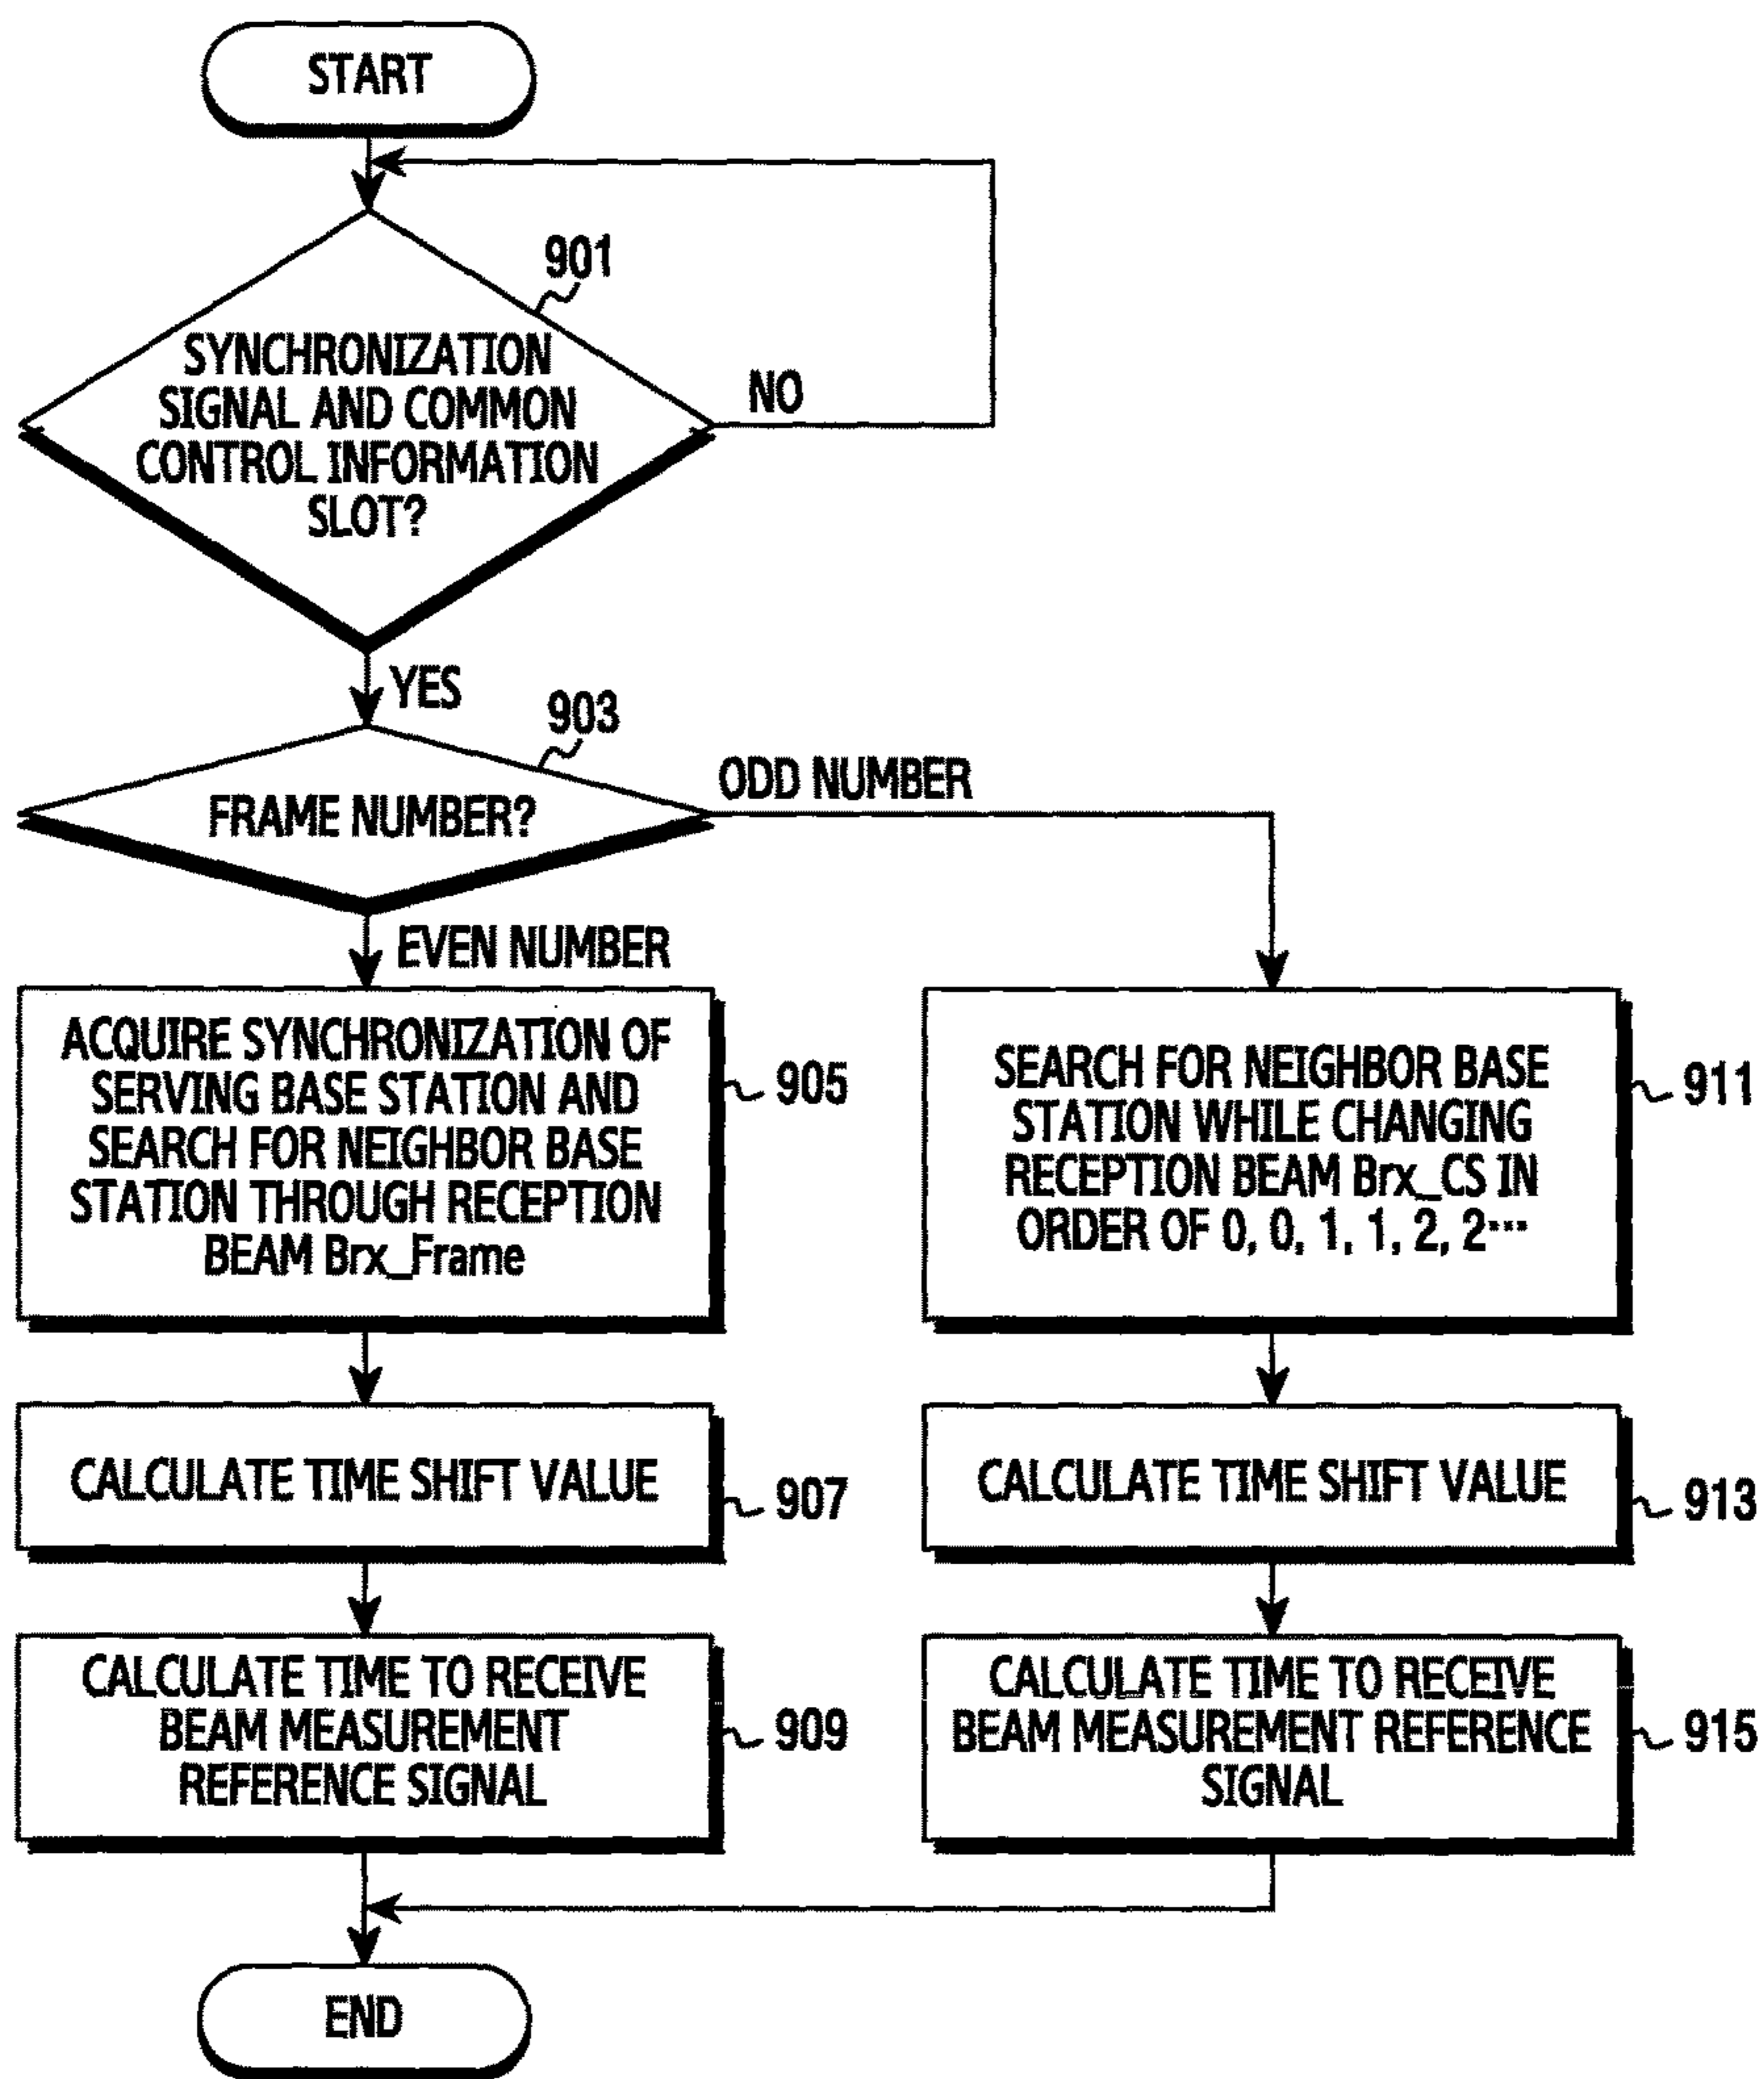 START
901
SYNCHRONIZATION
SIGNAL AND COMMON
CONTROL INFORMATION
SLOT?
NO
YES
903
FRAME NUMBER?
ODD NUMBER
EVEN NUMBER
ACQUIRE SYNCHRONIZATION OF
SERVING BASE STATION AND
SEARCH FOR NEIGHBOR BASE
STATION THROUGH RECEPTION
BEAM Brx_Frame
905
SEARCH FOR NEIGHBOR BASE
STATION WHILE CHANGING
RECEPTION BEAM Brx_CS IN
ORDER OF 0, 0, 1, 1, 2, 2···
911
CALCULATE TIME SHIFT VALUE
907
CALCULATE TIME SHIFT VALUE
913
CALCULATE TIME TO RECEIVE
BEAM MEASUREMENT
REFERENCE SIGNAL
909
CALCULATE TIME TO RECEIVE
BEAM MEASUREMENT REFERENCE
SIGNAL
915
END